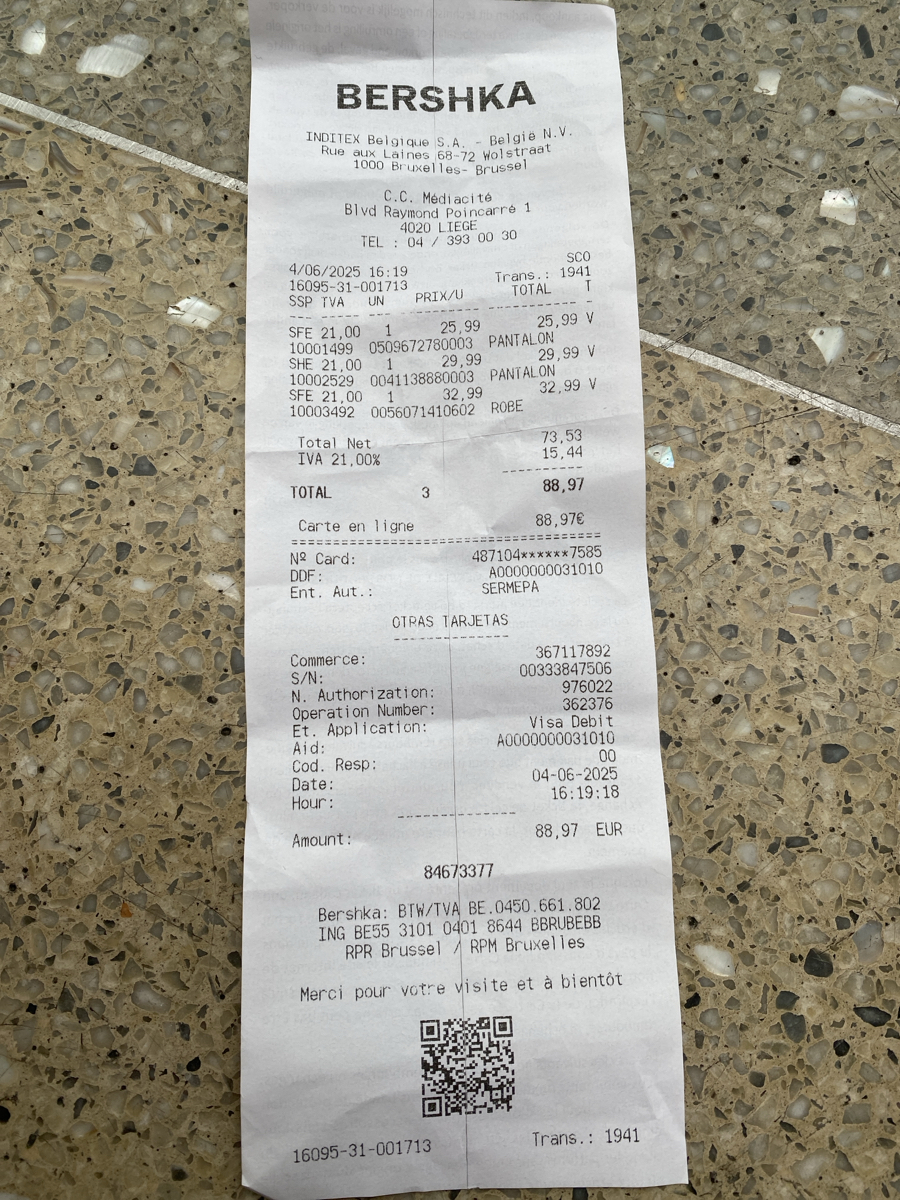 BERSHKA
INDITEX Belgique S.A. - België N.V.
Rue aux Laines 68-72 Wolstraat
1000 Bruxelles- Brussel
C.C. Médiacité
Blvd Raymond Poincarré 1
4020 LIEGE
TEL : 04 / 393 00 30
SCO
4/06/2025 16:19 Trans.: 1941
16095-31-001713
SSP TVA UN PRIX/U TOTAL T
SFE 21,00 1 25,99 25,99 V
10001499 0509672780003 PANTALON
SHE 21,00 1 29,99 29,99 V
10002529 0041138880003 PANTALON
SFE 21,00 1 32,99 32,99 V
10003492 0056071410602 ROBE
Total Net 73,53
IVA 21,00% 15,44
TOTAL 3 88,97
Carte en ligne 88,97€
Nº Card: 487104******7585
DDF: A0000000031010
Ent. Aut.: SERMEPA
OTRAS TARJETAS
Commerce: 367117892
S/N: 00333847506
N. Authorization: 976022
Operation Number: 362376
Et. Application: Visa Debit
Aid: A0000000031010
Cod. Resp: 00
Date: 04-06-2025
Hour: 16:19:18
Amount: 88,97 EUR
84673377
Bershka: BTW/TVA BE.0450.661.802
ING BE55 3101 0401 8644 BBRUBEBB
RPR Brussel / RPM Bruxelles
Merci pour votre visite et à bientôt
16095-31-001713 Trans.: 1941